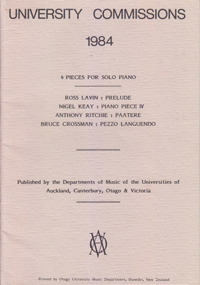 UNIVERSITY COMMISSIONS
1984
4 PIECES FOR SOLO PIANO
ROSS LAVIN : PRELUDE
NIGEL KEAY : PIANO PIECE IV
ANTHONY RITCHIE : PAATERE
BRUCE CROSSMAN : PEZZO LANGUENDO
Published by the Departments of Music of the Universities of
Auckland, Canterbury, Otago & Victoria
Printed by Otago University Music Department, Dunedin, New Zealand